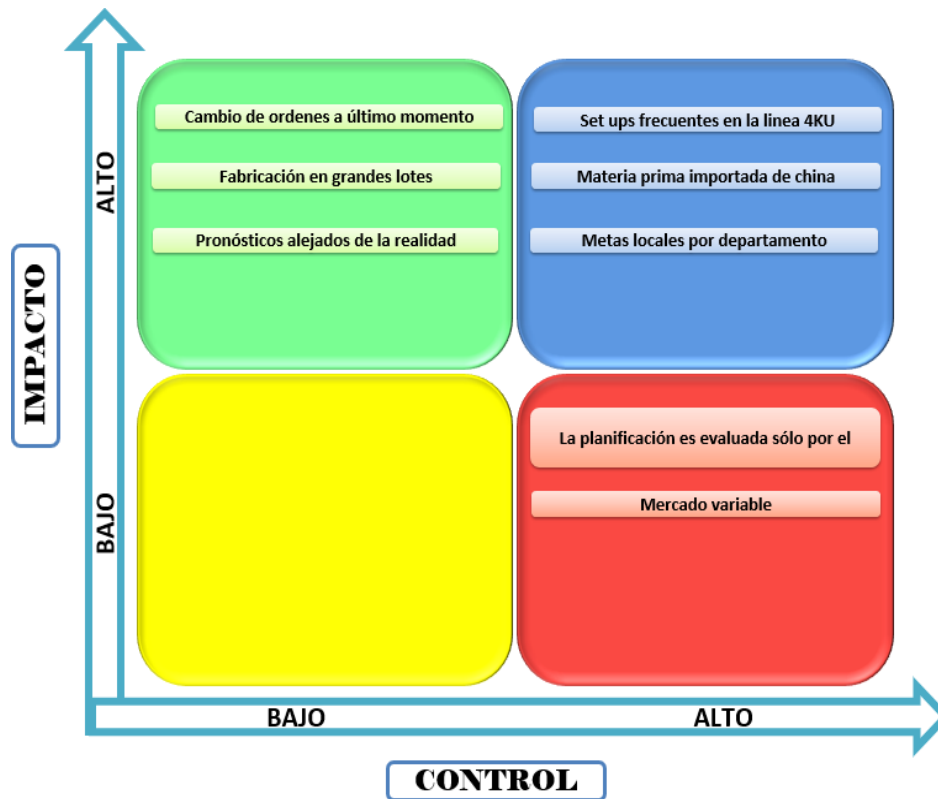 IMPACTO
ALTO
BAJO
Cambio de ordenes a último momento
Fabricación en grandes lotes
Pronósticos alejados de la realidad
Set ups frecuentes en la linea 4KU
Materia prima importada de china
Metas locales por departamento
La planificación es evaluada sólo por el
Mercado variable
BAJO
ALTO
CONTROL